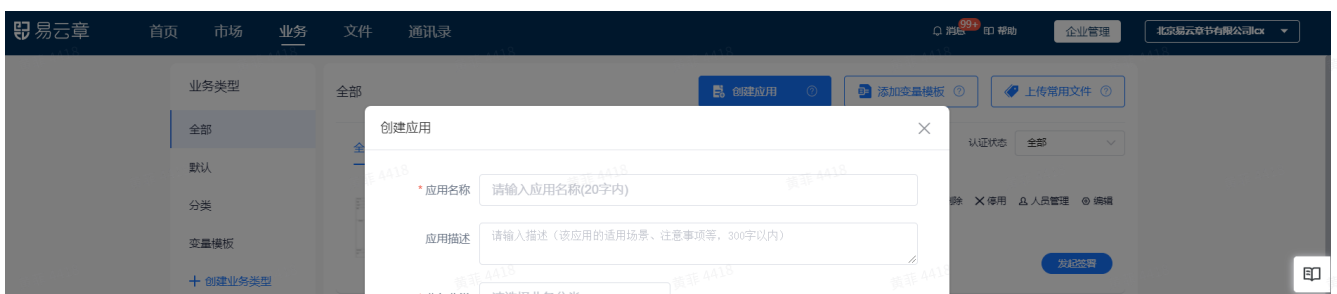 易云章 首页 市场 业务 文件 通讯录 消息 99+ 帮助 企业管理 北京易云章节有限公司lcx
业务类型
全部
默认
分类
变量模板
创建业务类型
全部 创建应用 添加变量模板 上传常用文件
认证状态 全部
停用 人员管理 编辑
发起签署
创建应用
* 应用名称 请输入应用名称(20字内)
应用描述 请输入描述（该应用的适用场景、注意事项等，300字以内）
黄菲 4418